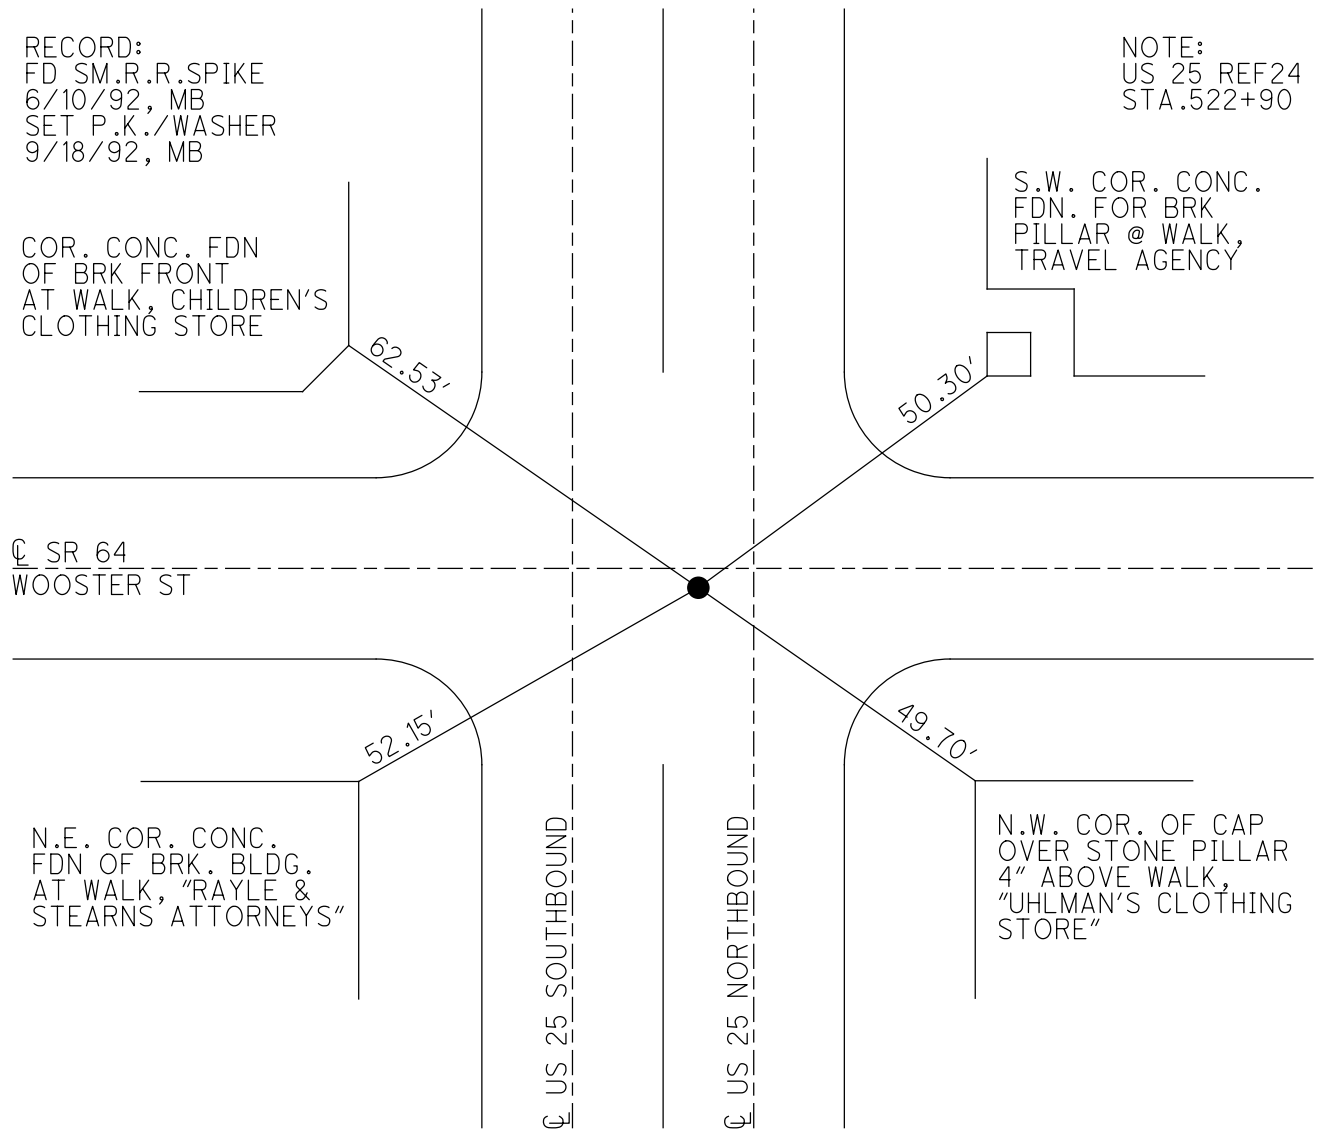 RECORD:
FD SM.R.R.SPIKE
6/10/92, MB
SET P.K./WASHER
9/18/92, MB
NOTE:
US 25 REF24
STA.522+90
S.W. COR. CONC.
FDN. FOR BRK
PILLAR @ WALK,
TRAVEL AGENCY
COR. CONC. FDN
OF BRK FRONT
AT WALK, CHILDREN'S
CLOTHING STORE
62.53'
50.30'
℄ SR 64
WOOSTER ST
52.15'
49.70'
N.E. COR. CONC.
FDN OF BRK. BLDG.
AT WALK, "RAYLE &
STEARNS ATTORNEYS"
℄ US 25 SOUTHBOUND
℄ US 25 NORTHBOUND
N.W. COR. OF CAP
OVER STONE PILLAR
4" ABOVE WALK,
"UHLMAN'S CLOTHING
STORE"